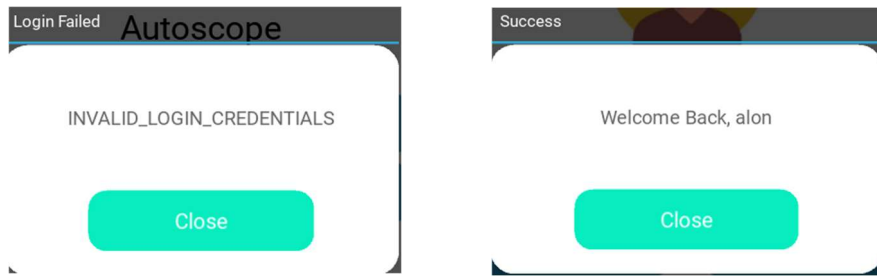 Login Failed
Autoscope
INVALID_LOGIN_CREDENTIALS
Close
Success
Welcome Back, alon
Close